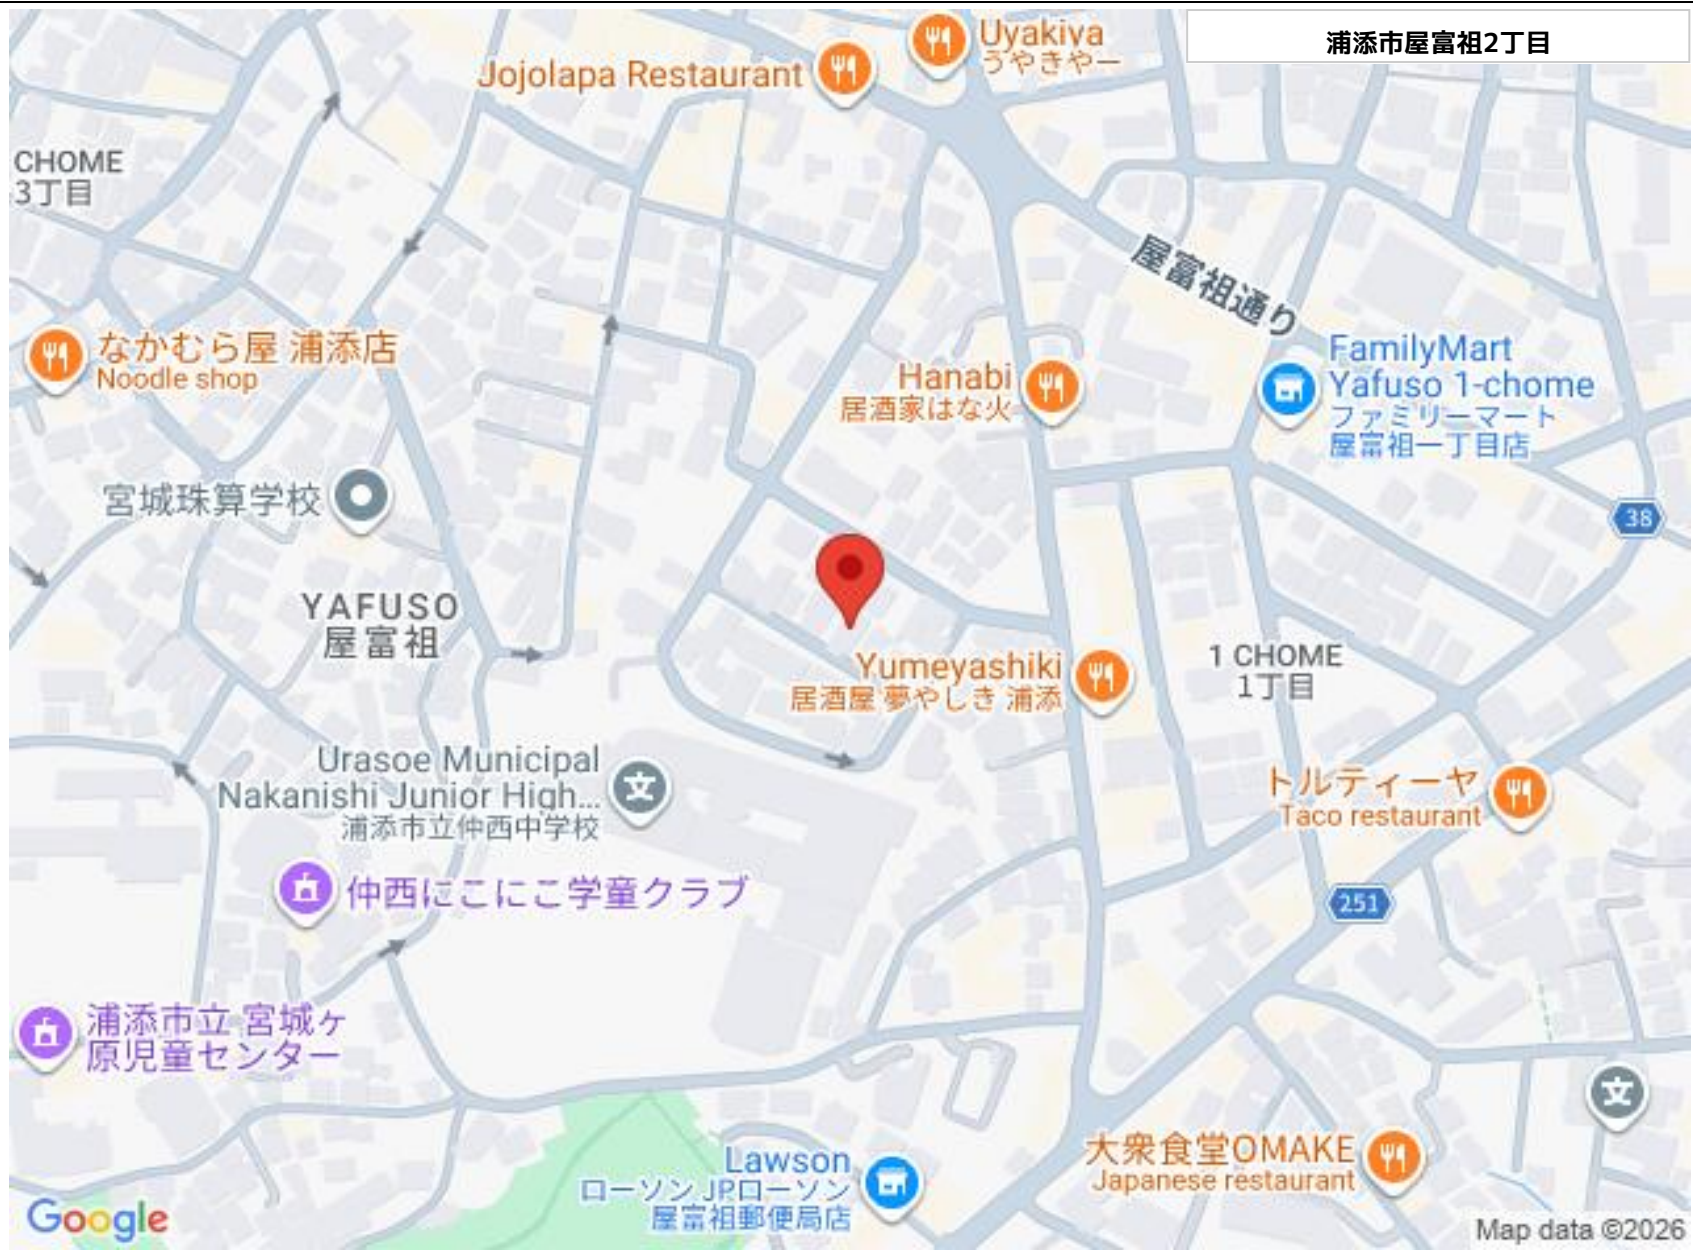 浦添市屋富祖2丁目
Uyakiva
うやきやー
Jojolapa Restaurant
CHOME
3丁目
屋富祖通り
なかむら屋 浦添店
Noodle shop
Hanabi
居酒家はな火
FamilyMart
Yafuso 1-chome
ファミリーマート
屋富祖一丁目店
宮城珠算学校
38
YAFUSO
屋富祖
Yumeyashiki
居酒屋 夢やしき 浦添
1 CHOME
1丁目
Urasoe Municipal
Nakanishi Junior High...
浦添市立仲西中学校
トルティーヤ
Taco restaurant
仲西にこにこ学童クラブ
251
浦添市立 宮城ヶ
原児童センター
文
文
大衆食堂OMAKE
Japanese restaurant
Lawson
ローソン JPローソン
屋富祖郵便局店
Google
Map data ©2026